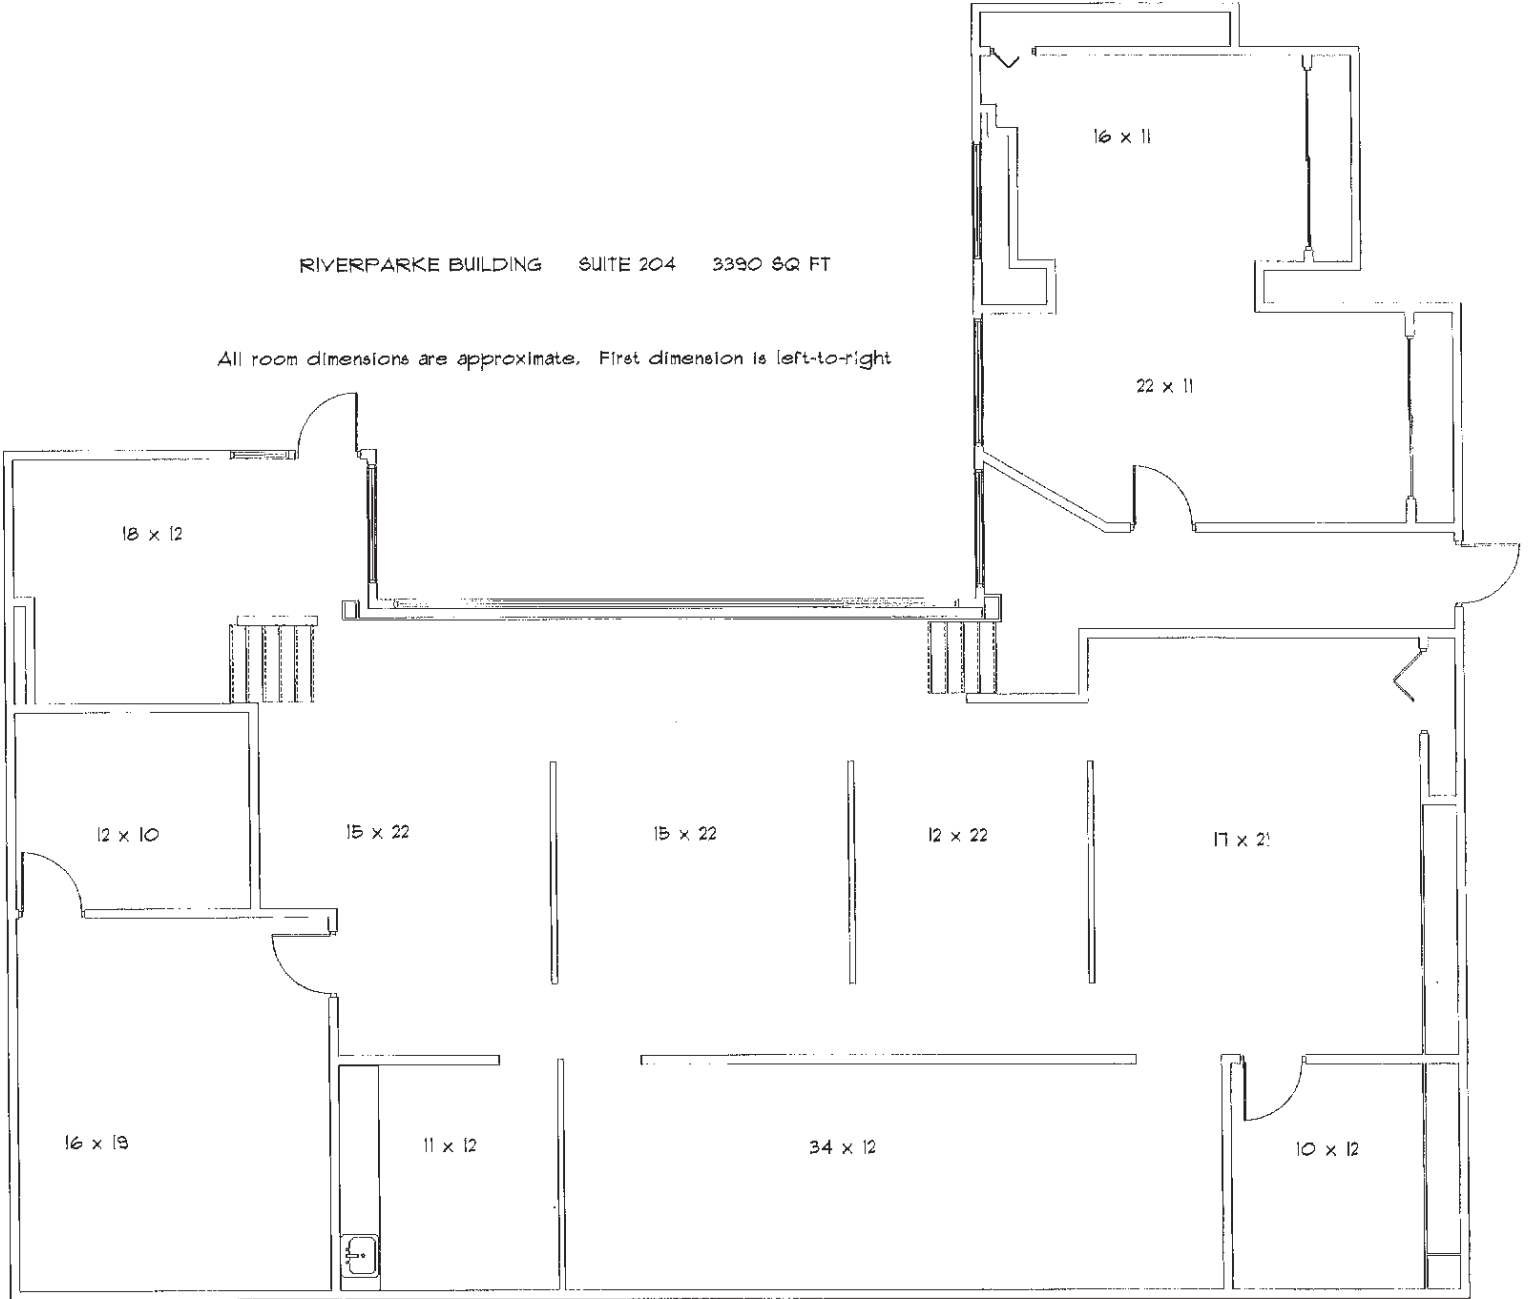 16 x 11
RIVERPARKE BUILDING SUITE 204 3390 SQ FT
All room dimensions are approximate. First dimension is left-to-right
22 x 11
18 x 12
12 x 10
15 x 22
15 x 22
12 x 22
17 x 21
16 x 19
11 x 12
34 x 12
10 x 12